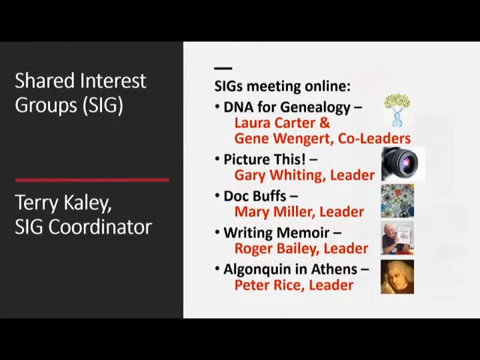 Shared Interest
Groups (SIG)
Terry Kaley,
SIG Coordinator
SIGs meeting online:
• DNA for Genealogy –
Laura Carter &
Gene Wengert, Co-Leaders
• Picture This! –
Gary Whiting, Leader
• Doc Buffs –
Mary Miller, Leader
• Writing Memoir –
Roger Bailey, Leader
• Algonquin in Athens –
Peter Rice, Leader